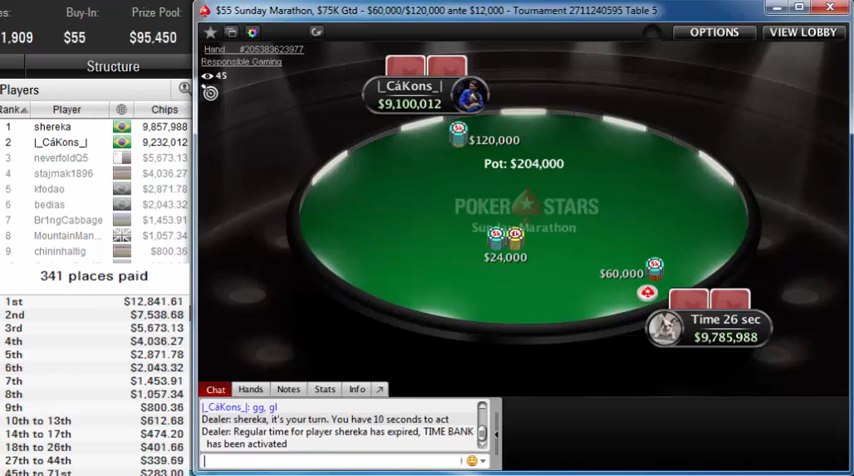 es:
Buy-In:
Prize Pool:
1,909
$55
$95,450
Structure
Players
Rank
Player
Chips
1 shereka 9,857,988
2 |_CáKons_| 9,232,012
3 neverfoldQ5 $5,673.13
4 stajmak1896 $4,036.27
5 kfodao $2,871.78
6 bedias $2,043.32
7 Br1ngCabbage $1,453.91
8 MountainMan... $1,057.34
9 chininhaltig $800.36
341 places paid
1st $12,841.61
2nd $7,538.68
3rd $5,673.13
4th $4,036.27
5th $2,871.78
6th $2,043.32
7th $1,453.91
8th $1,057.34
9th $800.36
10th to 13th $612.68
14th to 17th $474.20
18th to 26th $401.66
27th to 44th $339.69
45th to 71st $283.00
$55 Sunday Marathon, $75K Gtd - $60,000/$120,000 ante $12,000 - Tournament 2711240595 Table 5
OPTIONS
VIEW LOBBY
Hand #205383623977
Responsible Gaming
45
|_CáKons_|
$9,100,012
$120,000
Pot: $204,000
POKER STARS
Sunday Marathon
$24,000
$60,000
Time 26 sec
$9,785,988
Chat
Hands
Notes
Stats
Info
|_CáKons_|: gg, gl
Dealer: shereka, it's your turn. You have 10 seconds to act
Dealer: Regular time for player shereka has expired, TIME BANK
has been activated